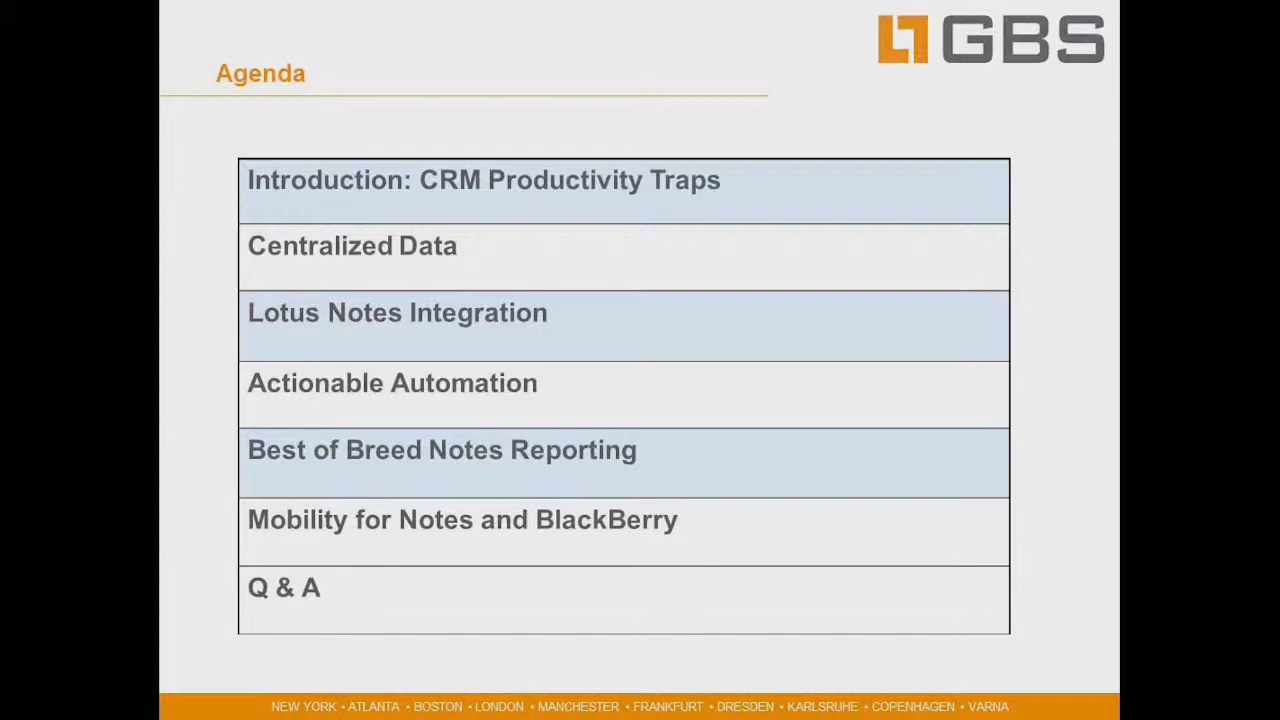 GBS
Agenda
Introduction: CRM Productivity Traps
Centralized Data
Lotus Notes Integration
Actionable Automation
Best of Breed Notes Reporting
Mobility for Notes and BlackBerry
Q & A
NEW YORK • ATLANTA • BOSTON • LONDON • MANCHESTER • FRANKFURT • DRESDEN • KARLSRUHE • COPENHAGEN • VARNA